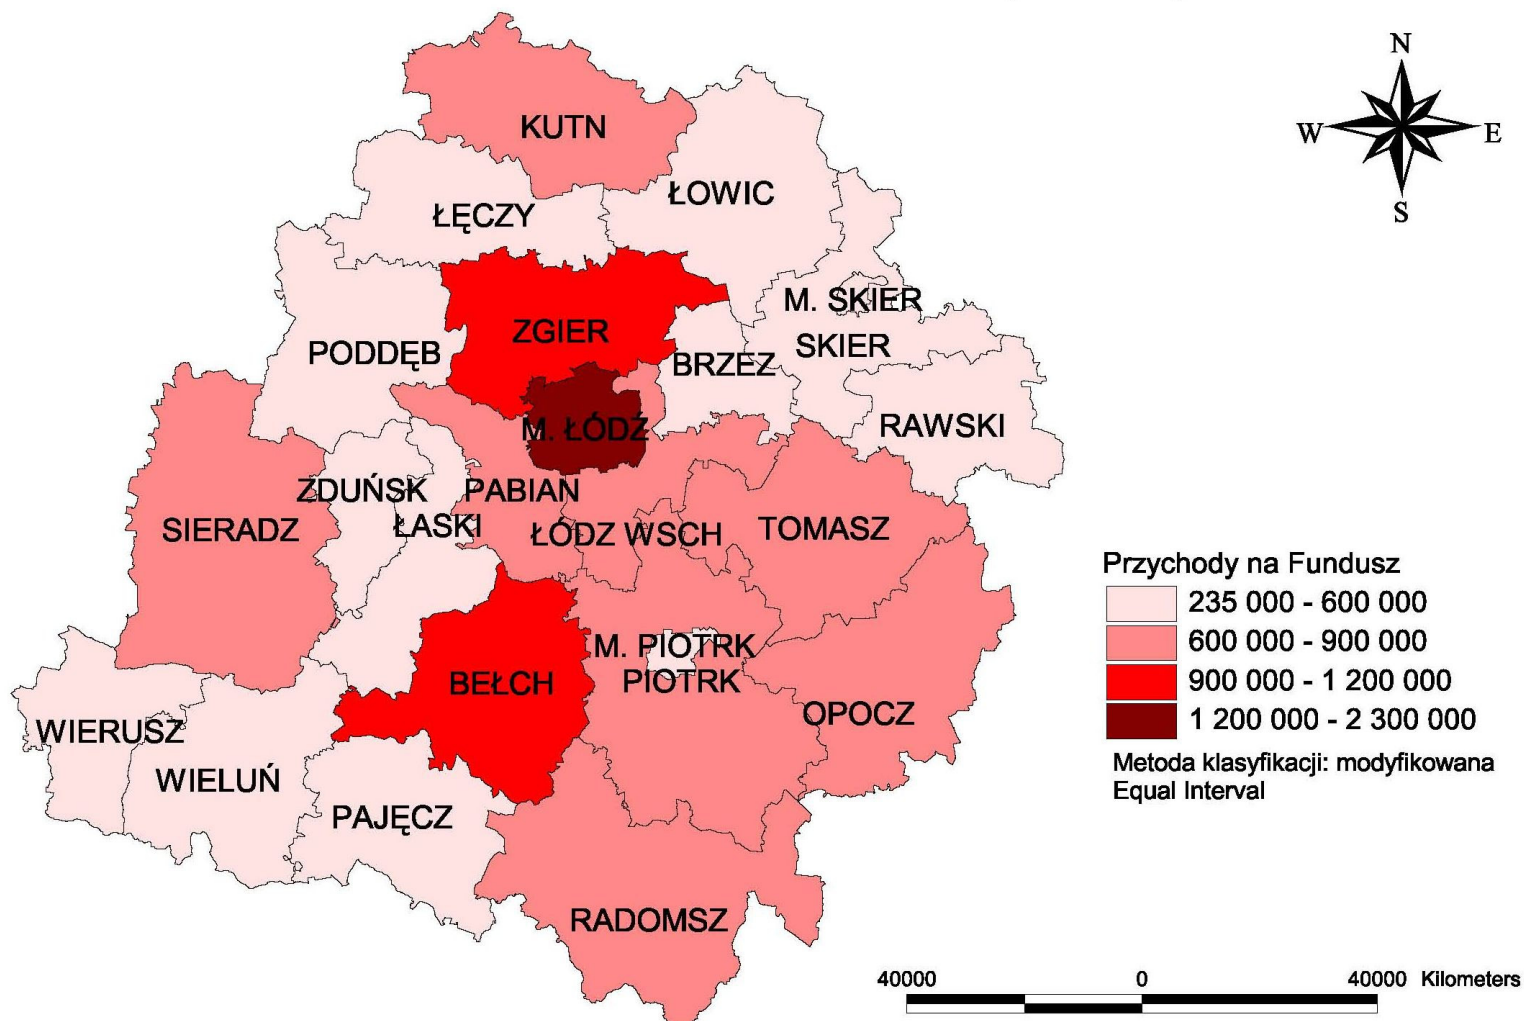 N
W
E
S
KUTN
ŁOWIC
ŁĘCZY
M. SKIER
ZGIER
SKIER
PODDĘB
BRZEZ
RAWSKI
M. ŁÓDŹ
ZDUŃSK
PABIAN
ŁASKI
SIERADZ
ŁÓDZ WSCH
TOMASZ
M. PIOTRK
PIOTRK
BEŁCH
OPOCZ
WIERUSZ
WIELUŃ
PAJĘCZ
RADOMSZ
Przychody na Fundusz
235 000 - 600 000
600 000 - 900 000
900 000 - 1 200 000
1 200 000 - 2 300 000
Metoda klasyfikacji: modyfikowana
Equal Interval
40000 0 40000 Kilometers